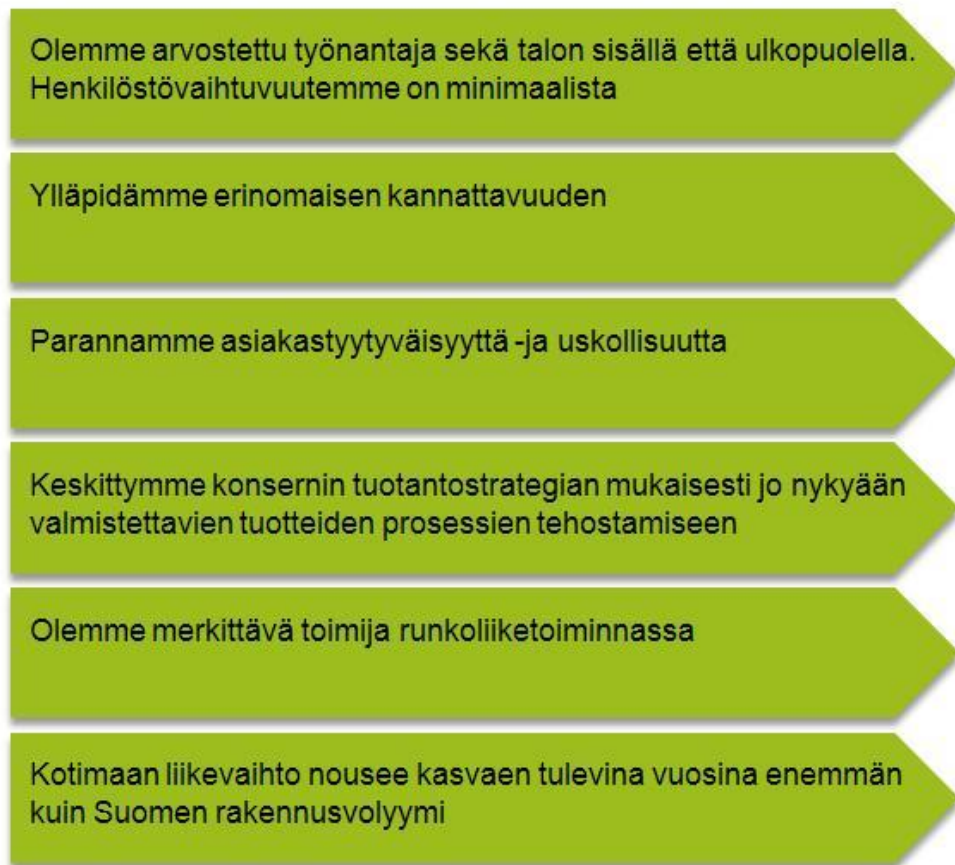 Olemme arvostettu työnantaja sekä talon sisällä että ulkopuolella.
Henkilöstövaihtuvuutemme on minimaalista
Ylläpidämme erinomaisen kannattavuuden
Parannamme asiakastyytyväisyyttä -ja uskollisuutta
Keskittymme konsernin tuotantostrategian mukaisesti jo nykyään
valmistettavien tuotteiden prosessien tehostamiseen
Olemme merkittävä toimija runkoliiketoiminnassa
Kotimaan liikevaihto nousee kasvaen tulevina vuosina enemmän
kuin Suomen rakennusvolyymi